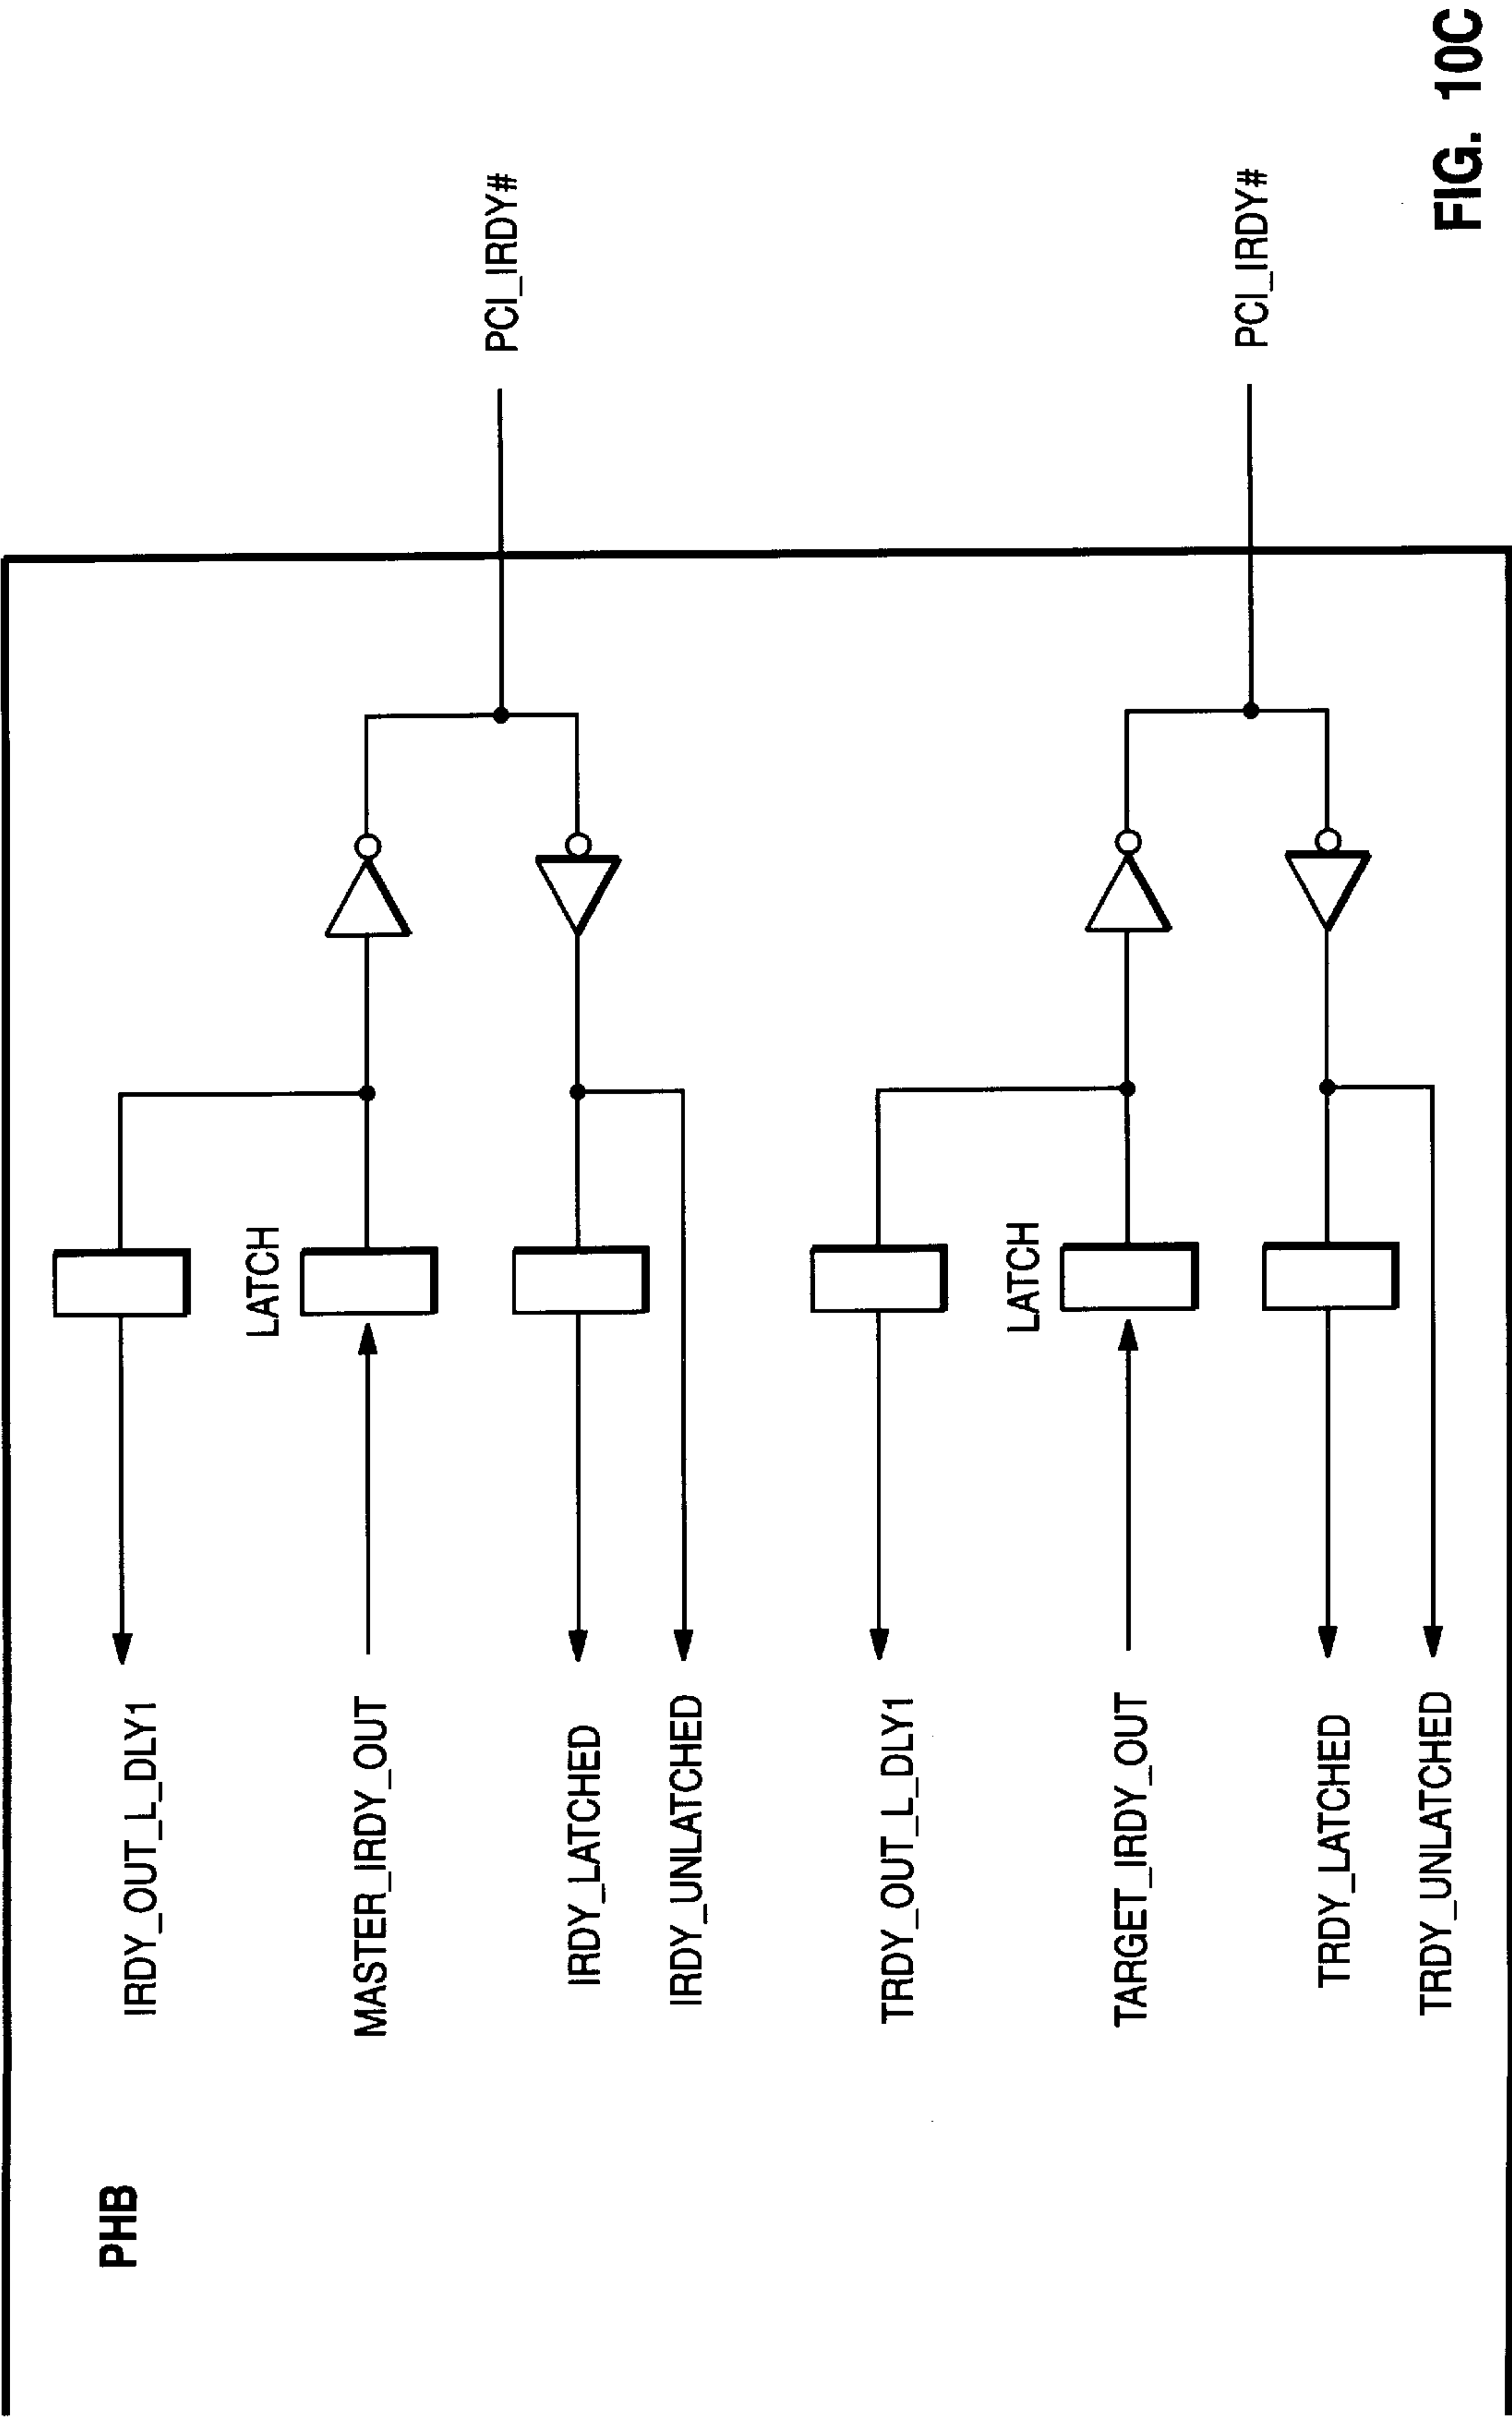 PHB
IRDY_OUT_L_DLY1
LATCH
MASTER_IRDY_OUT
IRDY_LATCHED
IRDY_UNLATCHED
PCI_IRDY#
TRDY_OUT_L_DLY1
LATCH
TARGET_IRDY_OUT
TRDY_LATCHED
TRDY_UNLATCHED
PCI_IRDY#
FIG. 10C